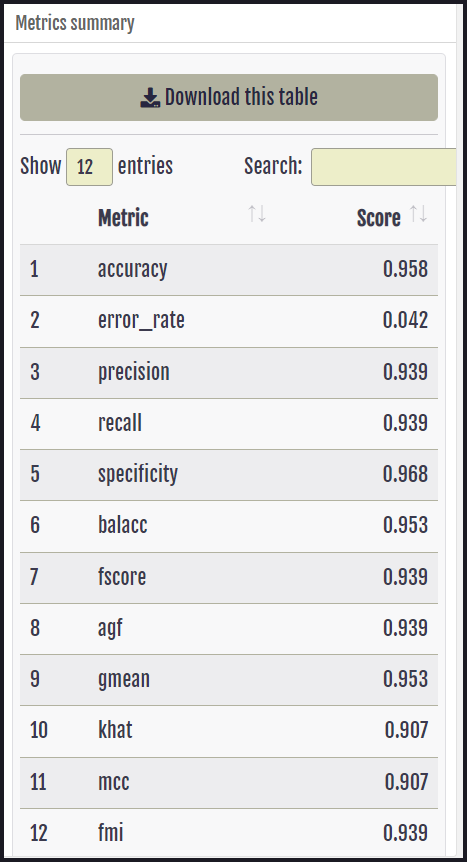 Metrics summary
Download this table
Show 12 entries Search:
Metric Score
1 accuracy 0.958
2 error_rate 0.042
3 precision 0.939
4 recall 0.939
5 specificity 0.968
6 balacc 0.953
7 fscore 0.939
8 agf 0.939
9 gmean 0.953
10 khat 0.907
11 mcc 0.907
12 fmi 0.939